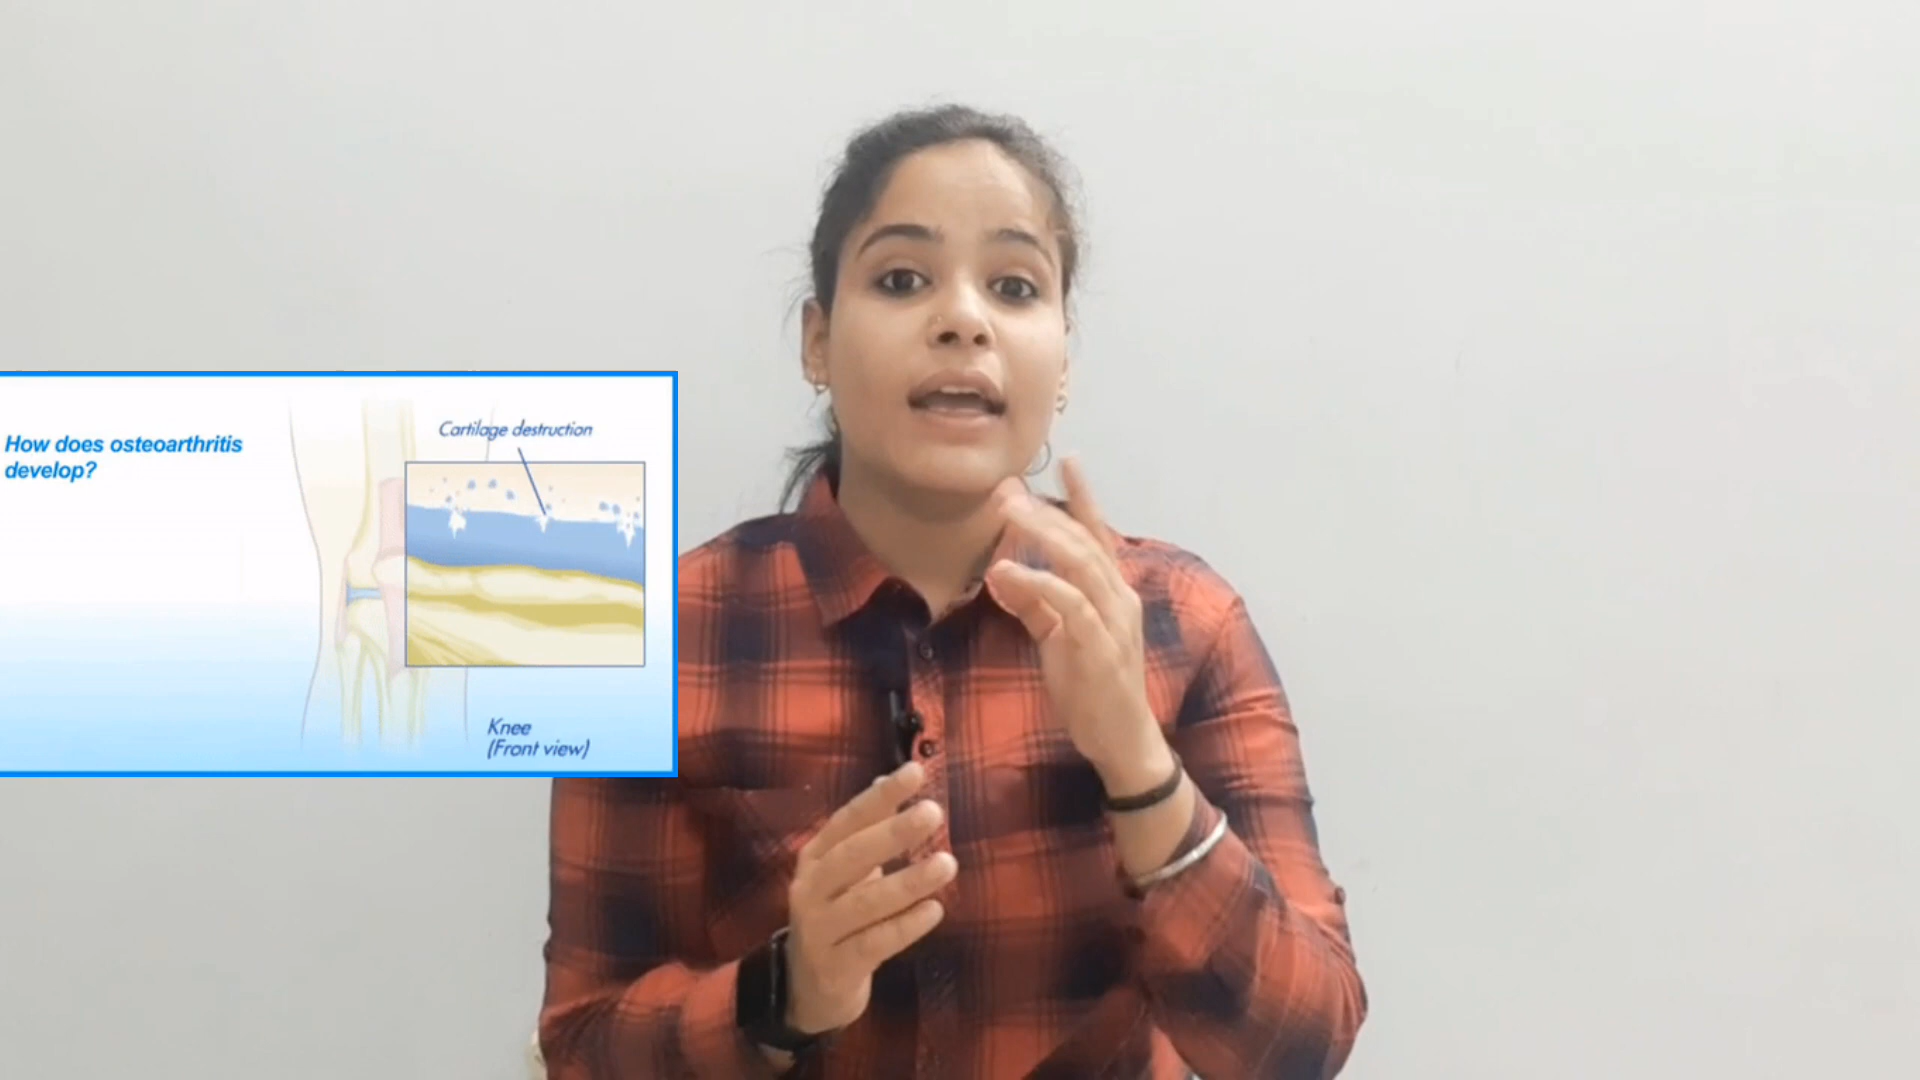 How does osteoarthritis
develop?
Cartilage destruction
Knee
(Front view)